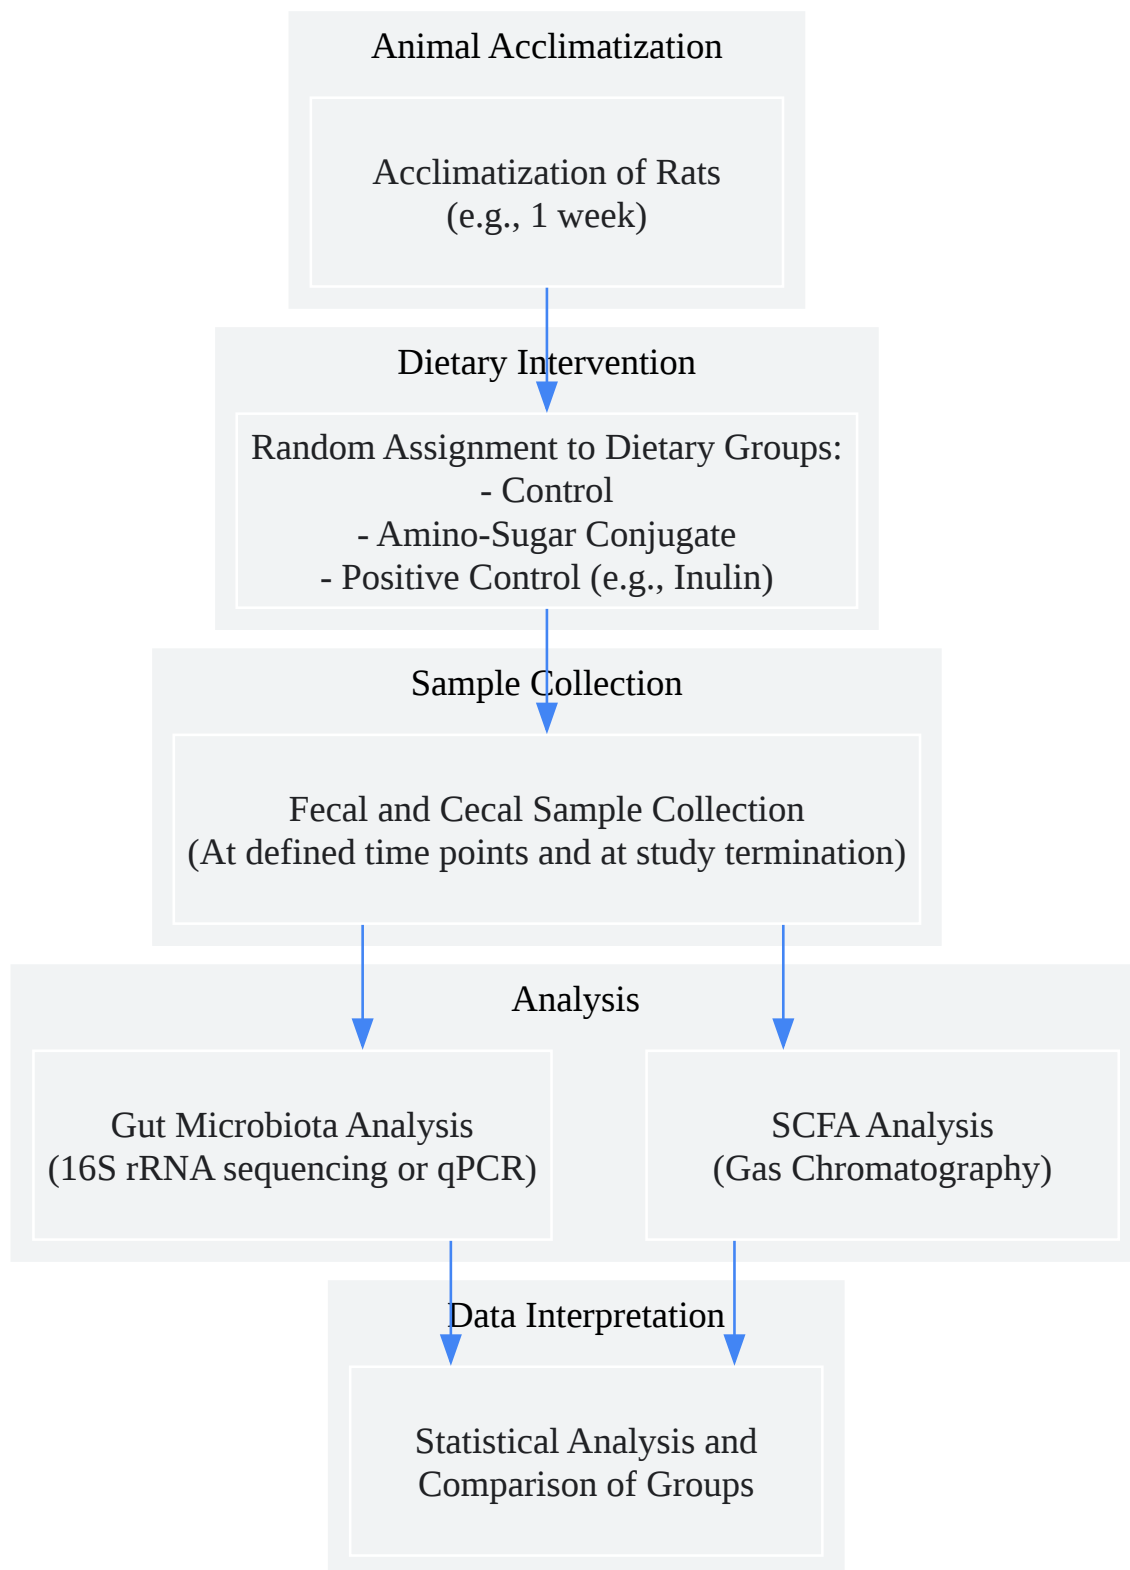 Animal Acclimatization
Acclimatization of Rats
(e.g., 1 week)
Dietary Intervention
Random Assignment to Dietary Groups:
- Control
- Amino-Sugar Conjugate
- Positive Control (e.g., Inulin)
Sample Collection
Fecal and Cecal Sample Collection
(At defined time points and at study termination)
Analysis
Gut Microbiota Analysis
(16S rRNA sequencing or qPCR)
SCFA Analysis
(Gas Chromatography)
Data Interpretation
Statistical Analysis and
Comparison of Groups